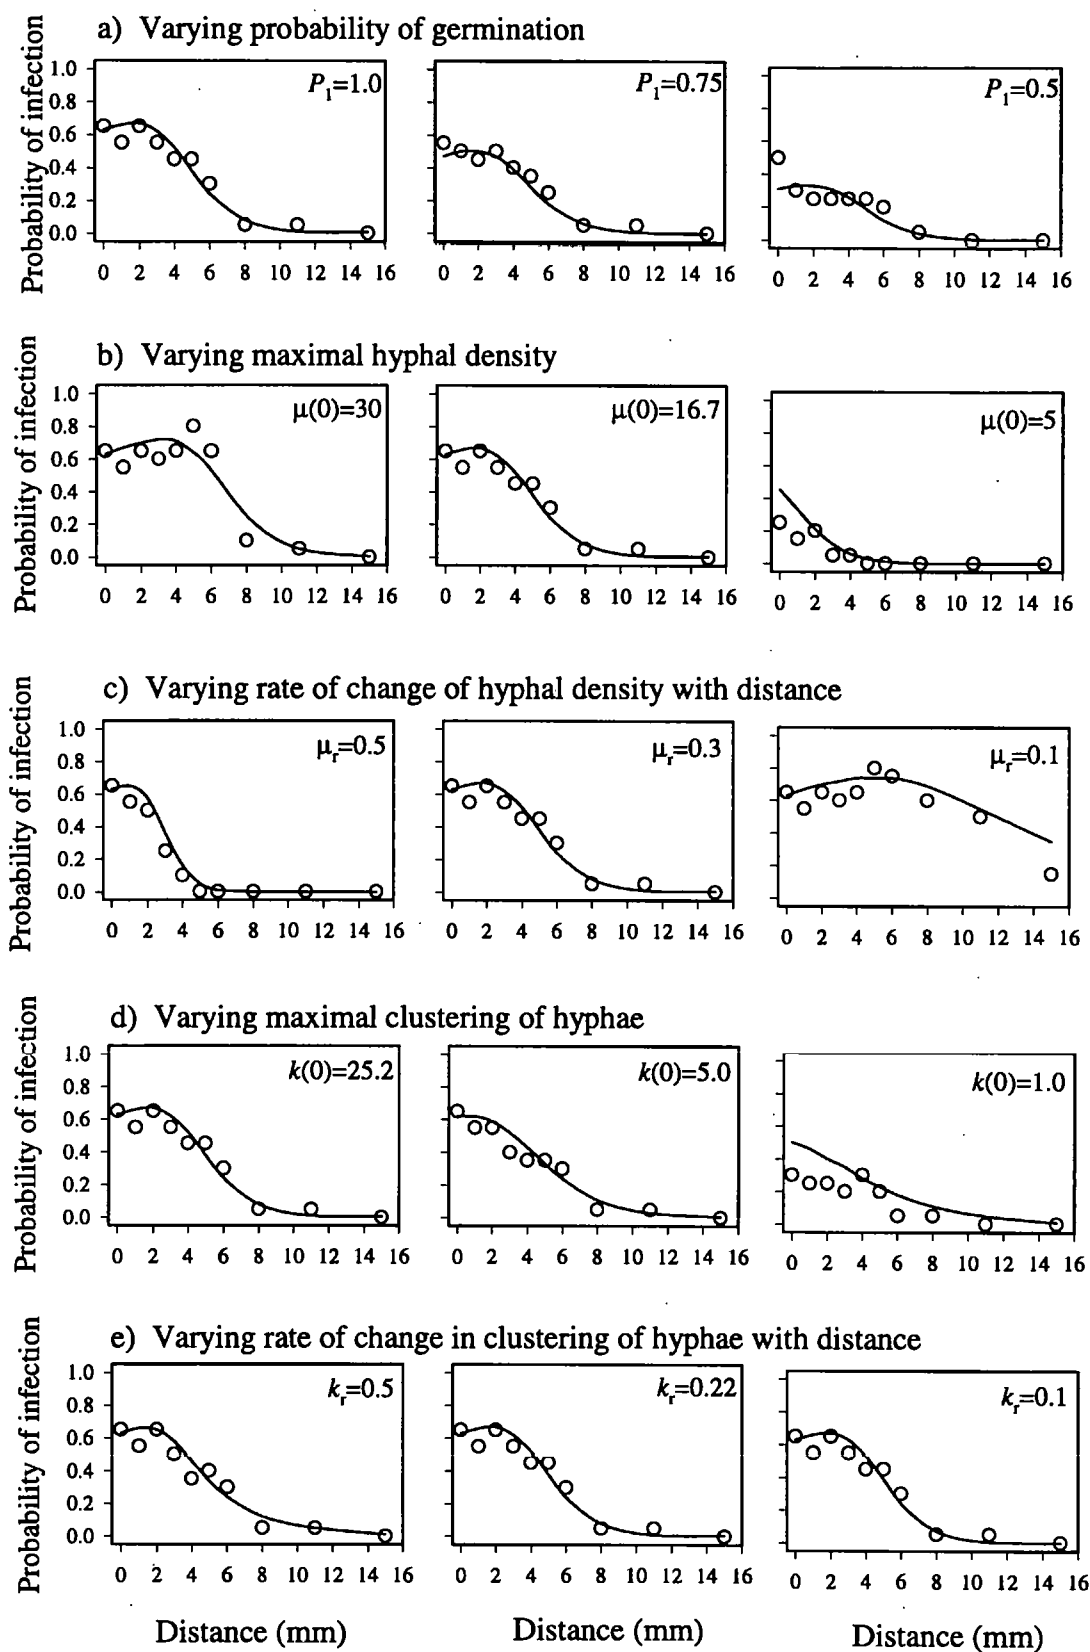 a) Varying probability of germination
Probability of infection
1.0
0.8
0.6
0.4
0.2
0.0
P1=1.0
0 2 4 6 8 10 12 14 16
P1=0.75
0 2 4 6 8 10 12 14 16
P1=0.5
0 2 4 6 8 10 12 14 16
b) Varying maximal hyphal density
Probability of infection
1.0
0.8
0.6
0.4
0.2
0.0
μ(0)=30
0 2 4 6 8 10 12 14 16
μ(0)=16.7
0 2 4 6 8 10 12 14 16
μ(0)=5
0 2 4 6 8 10 12 14 16
c) Varying rate of change of hyphal density with distance
Probability of infection
1.0
0.8
0.6
0.4
0.2
0.0
μr=0.5
0 2 4 6 8 10 12 14 16
μr=0.3
0 2 4 6 8 10 12 14 16
μr=0.1
0 2 4 6 8 10 12 14 16
d) Varying maximal clustering of hyphae
Probability of infection
1.0
0.8
0.6
0.4
0.2
0.0
k(0)=25.2
0 2 4 6 8 10 12 14 16
k(0)=5.0
0 2 4 6 8 10 12 14 16
k(0)=1.0
0 2 4 6 8 10 12 14 16
e) Varying rate of change in clustering of hyphae with distance
Probability of infection
1.0
0.8
0.6
0.4
0.2
0.0
kr=0.5
0 2 4 6 8 10 12 14 16
kr=0.22
0 2 4 6 8 10 12 14 16
kr=0.1
0 2 4 6 8 10 12 14 16
Distance (mm)
Distance (mm)
Distance (mm)